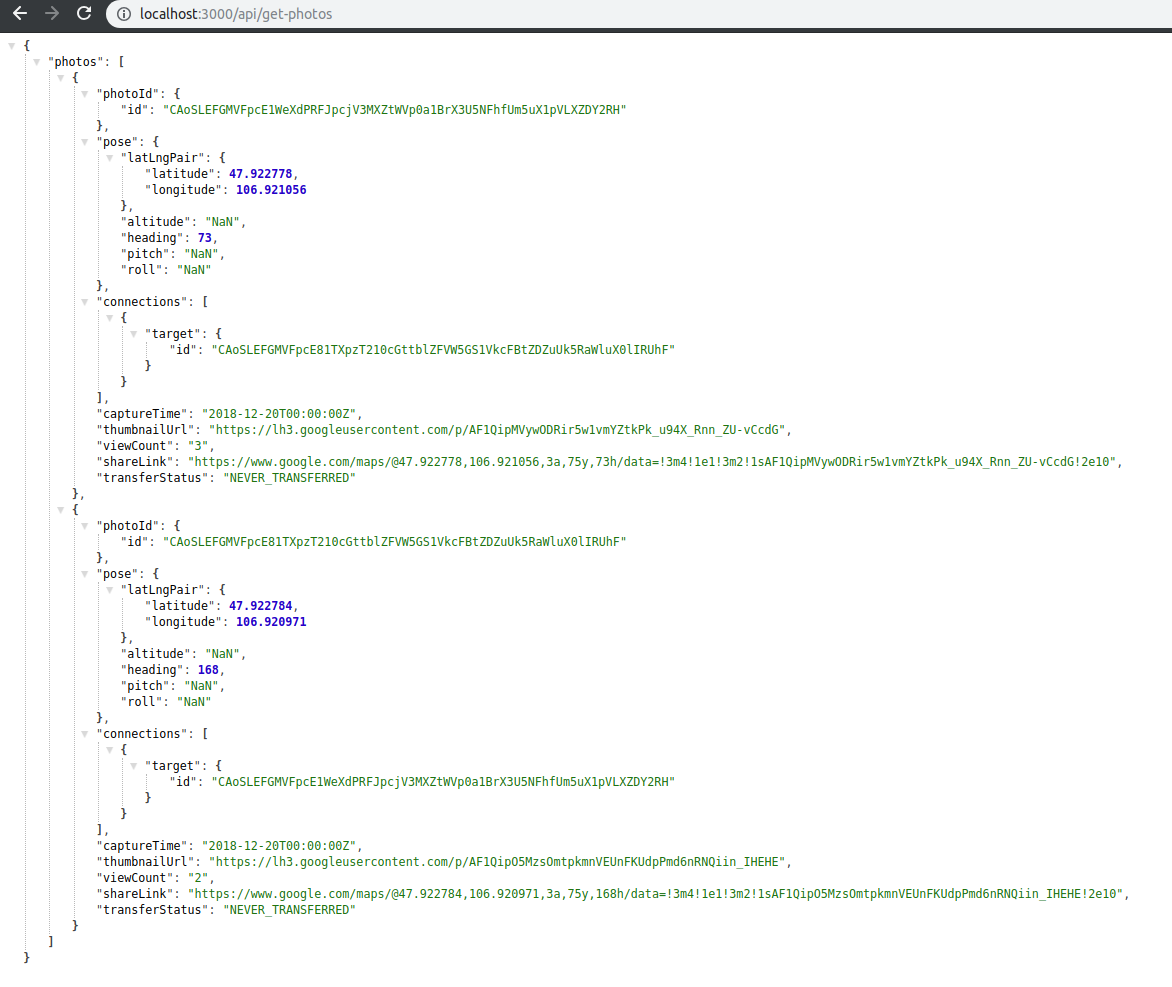 localhost:3000/api/get-photos
{
"photos": [
{
"photoId": {
"id": "CAoSLEFGMVFpcE1WeXdPRFJpcjV3MXZtWVp0a1BrX3U5NFhfUm5uX1pVLXZDY2RH"
},
"pose": {
"latLngPair": {
"latitude": 47.922778,
"longitude": 106.921056
},
"altitude": "NaN",
"heading": 73,
"pitch": "NaN",
"roll": "NaN"
},
"connections": [
{
"target": {
"id": "CAoSLEFGMVFpcE81TXpzT210cGttblZFVW5GS1VkcFBtZDZuUk5RaWluX0lIRUhF"
}
}
],
"captureTime": "2018-12-20T00:00:00Z",
"thumbnailUrl": "https://lh3.googleusercontent.com/p/AF1QipMVywODRir5w1vmYZtkPk_u94X_Rnn_ZU-vCcdG",
"viewCount": "3",
"shareLink": "https://www.google.com/maps/@47.922778,106.921056,3a,75y,73h/data=!3m4!1e1!3m2!1sAF1QipMVywODRir5w1vmYZtkPk_u94X_Rnn_ZU-vCcdG!2e10",
"transferStatus": "NEVER_TRANSFERRED"
},
{
"photoId": {
"id": "CAoSLEFGMVFpcE81TXpzT210cGttblZFVW5GS1VkcFBtZDZuUk5RaWluX0lIRUhF"
},
"pose": {
"latLngPair": {
"latitude": 47.922784,
"longitude": 106.920971
},
"altitude": "NaN",
"heading": 168,
"pitch": "NaN",
"roll": "NaN"
},
"connections": [
{
"target": {
"id": "CAoSLEFGMVFpcE1WeXdPRFJpcjV3MXZtWVp0a1BrX3U5NFhfUm5uX1pVLXZDY2RH"
}
}
],
"captureTime": "2018-12-20T00:00:00Z",
"thumbnailUrl": "https://lh3.googleusercontent.com/p/AF1QipO5MzsOmtpkmnVEUnFKUdpPmd6nRNQiin_IHEHE",
"viewCount": "2",
"shareLink": "https://www.google.com/maps/@47.922784,106.920971,3a,75y,168h/data=!3m4!1e1!3m2!1sAF1QipO5MzsOmtpkmnVEUnFKUdpPmd6nRNQiin_IHEHE!2e10",
"transferStatus": "NEVER_TRANSFERRED"
}
]
}